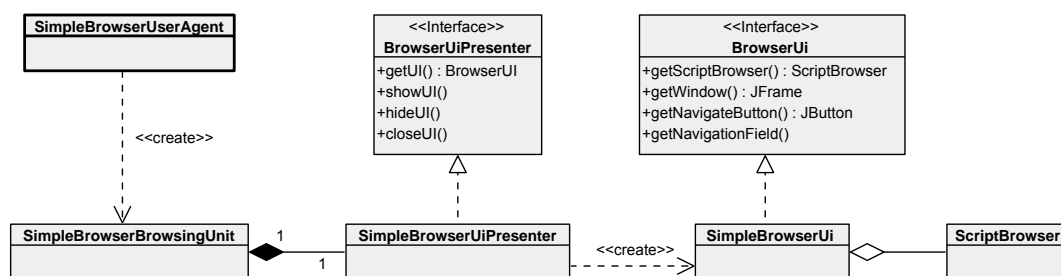 SimpleBrowserUserAgent
<<create>>
<<Interface>>
BrowserUiPresenter
+getUI() : BrowserUI
+showUI()
+hideUI()
+closeUI()
<<Interface>>
BrowserUi
+getScriptBrowser() : ScriptBrowser
+getWindow() : JFrame
+getNavigateButton() : JButton
+getNavigationField()
SimpleBrowserBrowsingUnit
1
1
SimpleBrowserUiPresenter
<<create>>
SimpleBrowserUi
ScriptBrowser